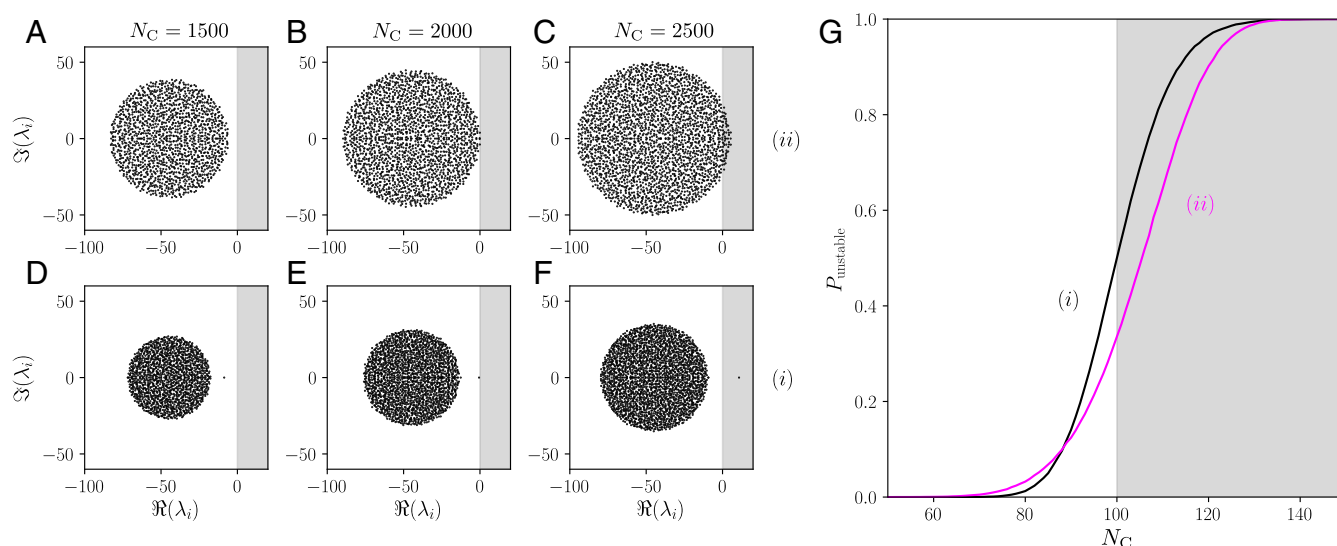 A
N_C = 1500
B
N_C = 2000
C
N_C = 2500
50
0
−50
−100
−50
0
ℑ(λ_i)
50
0
−50
−100
−50
0
50
0
−50
−100
−50
0
(ii)
D
E
F
50
0
−50
−100
−50
0
ℑ(λ_i)
ℜ(λ_i)
50
0
−50
−100
−50
0
ℜ(λ_i)
50
0
−50
−100
−50
0
ℜ(λ_i)
(i)
G
1.0
0.8
0.6
0.4
0.2
0.0
P_unstable
(i)
(ii)
60
80
100
120
140
N_C